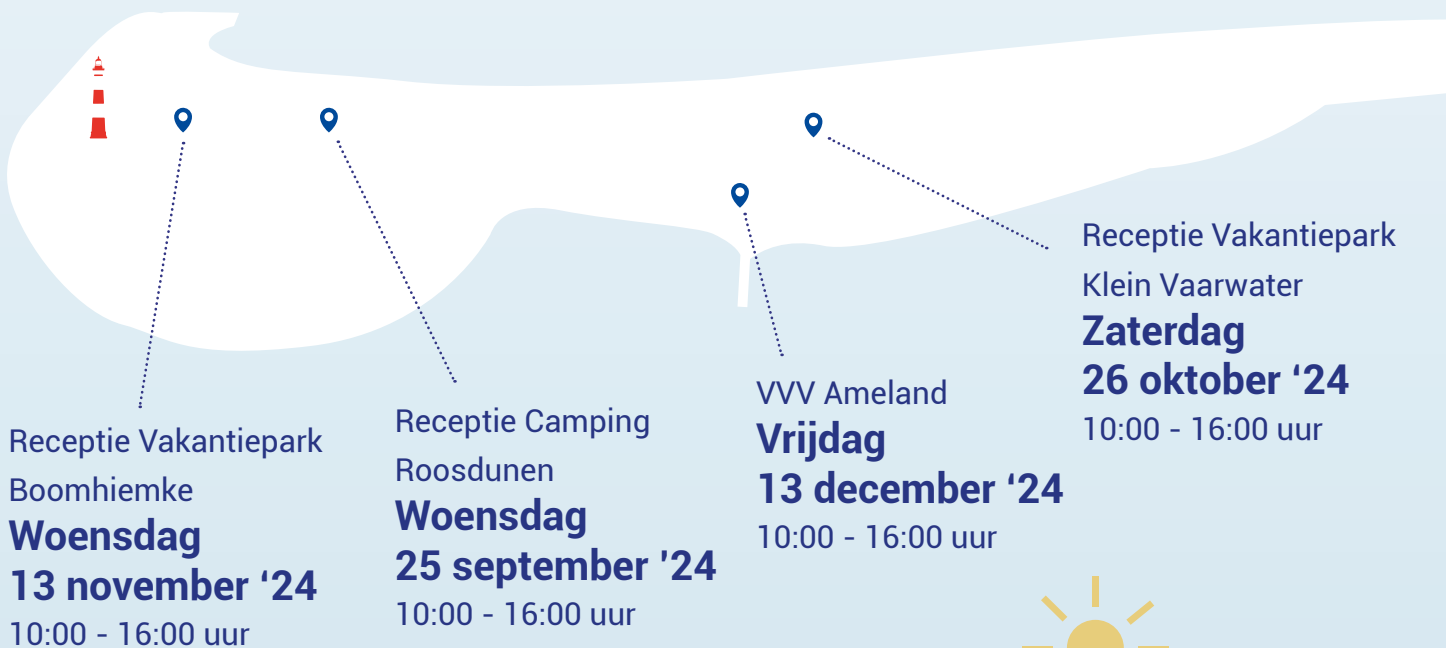 Receptie Vakantiepark
Boomhiemke
Woensdag
13 november ‘24
10:00 - 16:00 uur
Receptie Camping
Roosdunen
Woensdag
25 september ’24
10:00 - 16:00 uur
VVV Ameland
Vrijdag
13 december ‘24
10:00 - 16:00 uur
Receptie Vakantiepark
Klein Vaarwater
Zaterdag
26 oktober ‘24
10:00 - 16:00 uur